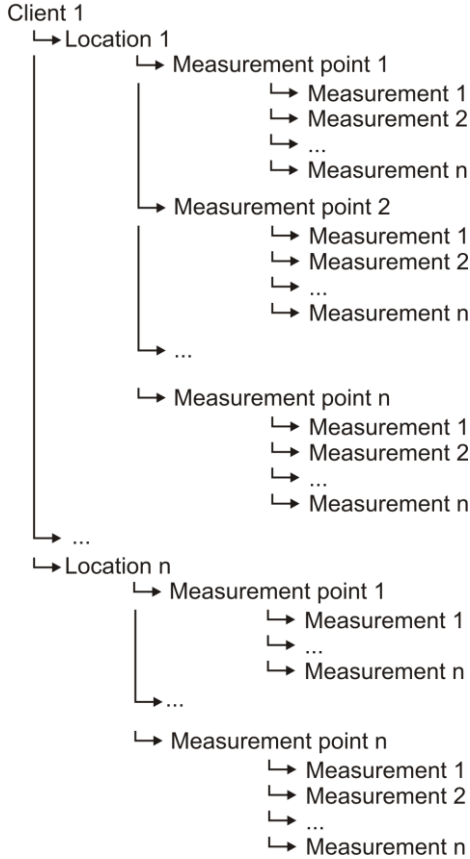 Client 1
Location 1
Measurement point 1
Measurement 1
Measurement 2
...
Measurement n
Measurement point 2
Measurement 1
Measurement 2
...
Measurement n
...
Measurement point n
Measurement 1
Measurement 2
...
Measurement n
...
Location n
Measurement point 1
Measurement 1
...
Measurement n
...
Measurement point n
Measurement 1
Measurement 2
...
Measurement n